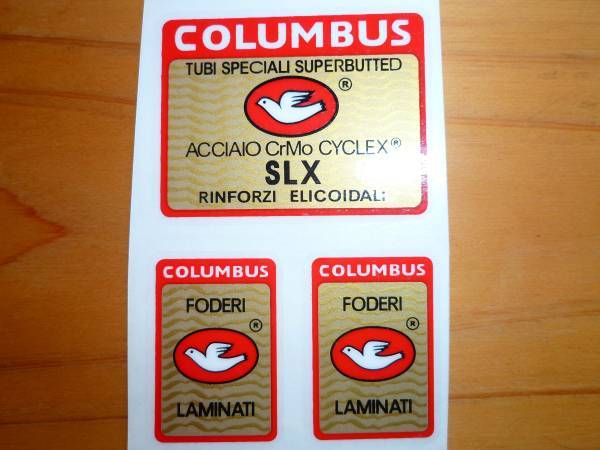 COLUMBUS
TUBI SPECIALI SUPERBUTTED
®
ACCIAIO CrMo CYCLEX®
SLX
RINFORZI ELICOIDALI
COLUMBUS
FODERI
®
LAMINATI
COLUMBUS
FODERI
®
LAMINATI